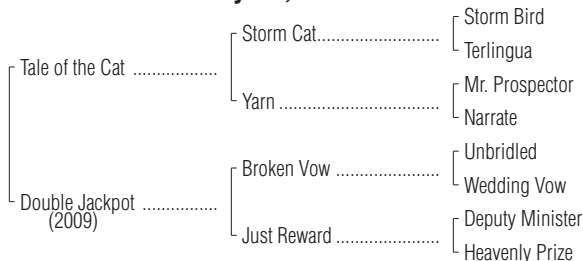 Storm Bird
Storm Cat..................................
Terlingua
Tale of the Cat ..................
Mr. Prospector
Yarn ...........................................
Narrate
Unbridled
Broken Vow ............................
Wedding Vow
Double Jackpot ................
(2009)
Deputy Minister
Just Reward ............................
Heavenly Prize